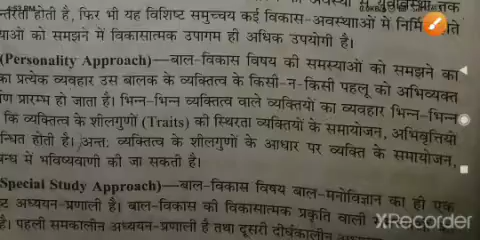 न्तरता होती है, फिर भी यह विशिष्ट समुच्चय कई विकास-अवस्थााओं में निर्मित होते
याओं को समझने में विकासात्मक उपागम ही अधिक उपयोगी है।
(Personality Approach)—बाल-विकास विषय की समस्याओं को समझने का
का प्रत्येक व्यवहार उस बालक के व्यक्तित्व के किसी-न-किसी पहलू को अभिव्यक्त
ण प्रारम्भ हो जाता है। भिन्न-भिन्न व्यक्तित्व वाले व्यक्तियों का व्यवहार भिन्न-भिन्न
कि व्यक्तित्व के शीलगुणों (Traits) की स्थिरता व्यक्तियों के समायोजन, अभिवृत्तियों
न्धित होती है। अन्त: व्यक्तित्व के शीलगुणों के आधार पर व्यक्ति के समायोजन,
बन्ध में भविष्यवाणी की जा सकती है।
Special Study Approach)—बाल-विकास विषय बाल-मनोविज्ञान का ही एक
ष्ट अध्ययन-प्रणाली है। बाल-विकास की विकासात्मक प्रकृति वाली
है। पहली समकालीन अध्ययन-प्रणाली है तथा दूसरी दीर्घकालीन
XRecorder